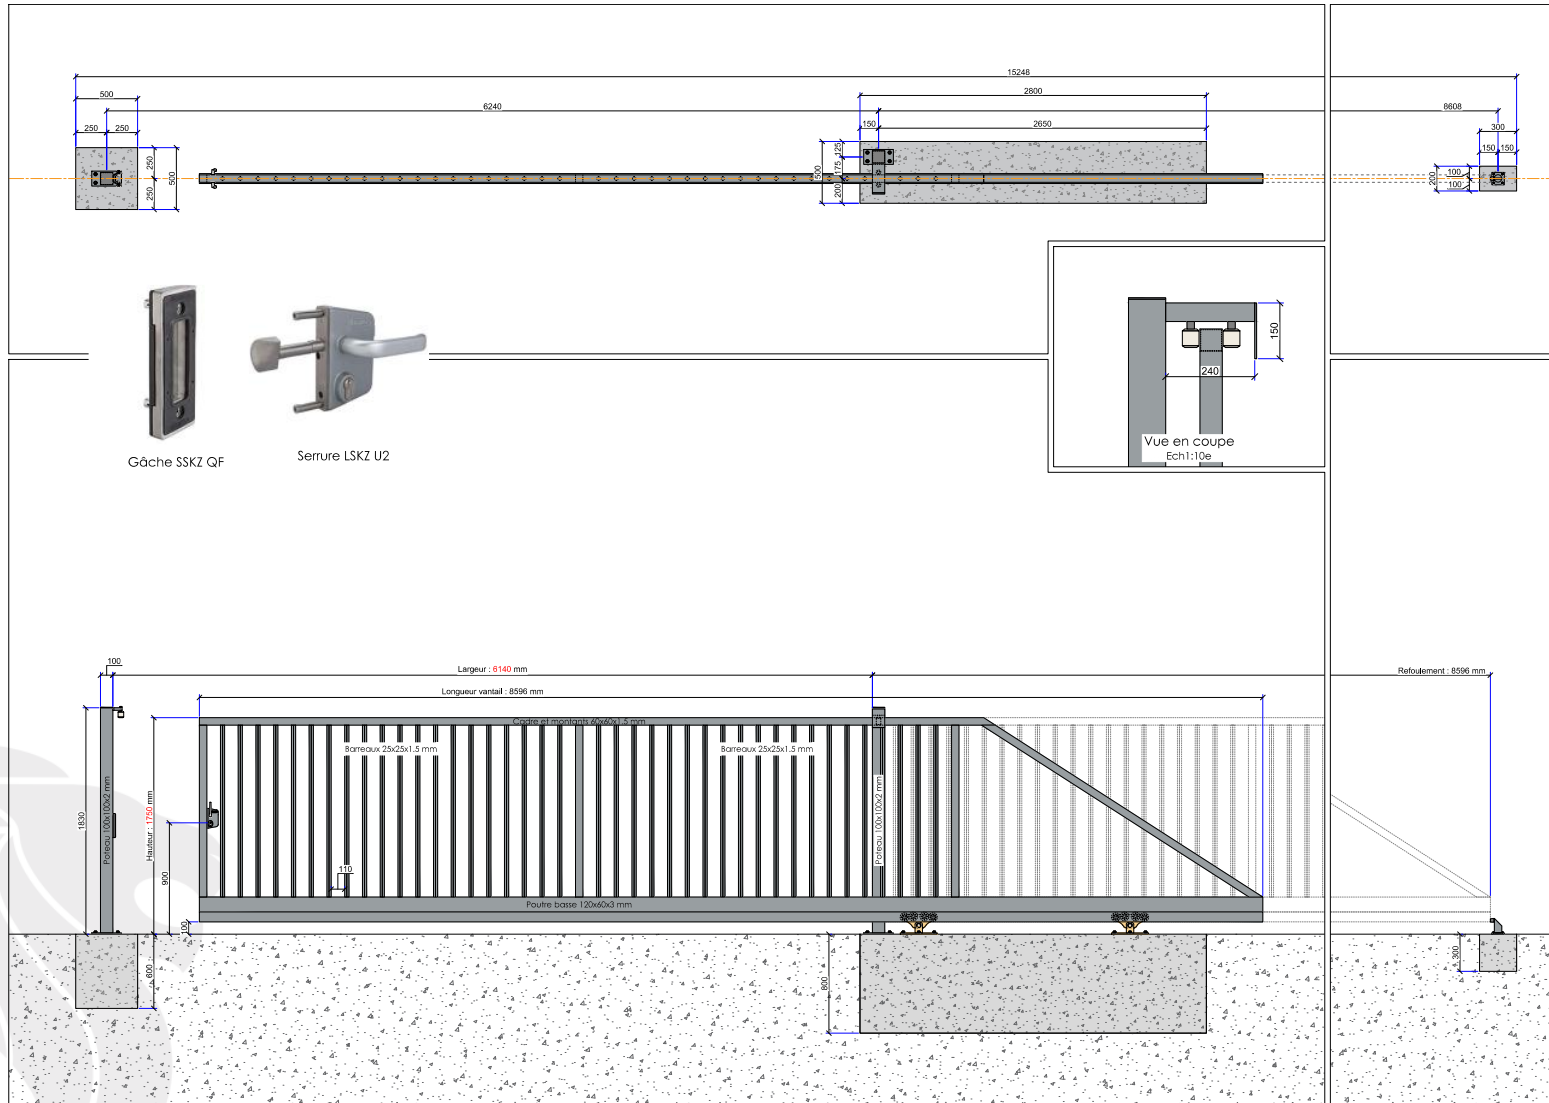 15248
500
2800
6240
8608
250
250
150
2650
300
150
150
250
250
500
125
175
200
500
200
100
100
150
240
Vue en coupe
Ech1:10e
Gâche SSKZ QF
Serrure LSKZ U2
100
Largeur : 6140 mm
Refoulement : 8596 mm
Longueur vantail : 8596 mm
Cadre et montants 60x60x1.5 mm
Barreaux 25x25x1.5 mm
Barreaux 25x25x1.5 mm
1830
Poteau 100x100x2 mm
Hauteur : 1750 mm
Poteau 100x100x2 mm
900
110
Poutre basse 120x60x3 mm
100
600
800
300